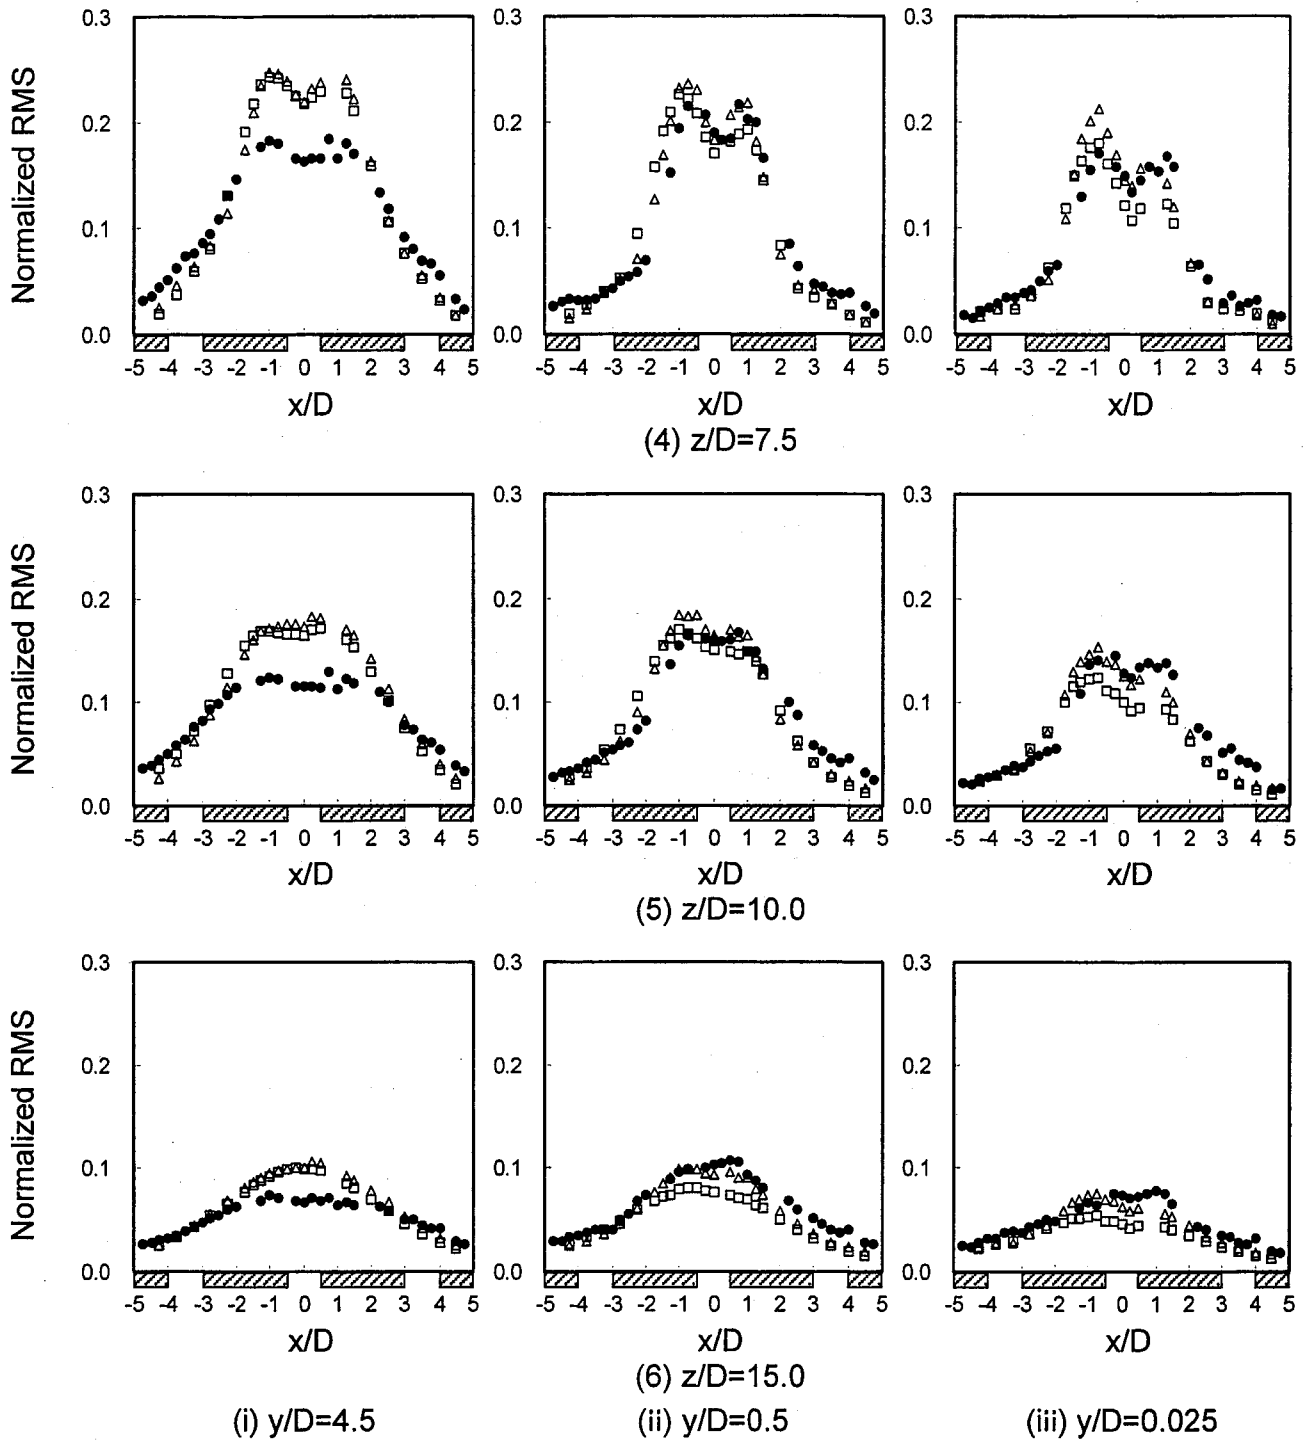 0.3 0.3 0.3
Normalized RMS
0.2 0.2 0.2
0.1 0.1 0.1
0.0 0.0 0.0
-5 -4 -3 -2 -1 0 1 2 3 4 5 -5 -4 -3 -2 -1 0 1 2 3 4 5 -5 -4 -3 -2 -1 0 1 2 3 4 5
x/D x/D x/D
(4) z/D=7.5
0.3 0.3 0.3
Normalized RMS
0.2 0.2 0.2
0.1 0.1 0.1
0.0 0.0 0.0
-5 -4 -3 -2 -1 0 1 2 3 4 5 -5 -4 -3 -2 -1 0 1 2 3 4 5 -5 -4 -3 -2 -1 0 1 2 3 4 5
x/D x/D x/D
(5) z/D=10.0
0.3 0.3 0.3
Normalized RMS
0.2 0.2 0.2
0.1 0.1 0.1
0.0 0.0 0.0
-5 -4 -3 -2 -1 0 1 2 3 4 5 -5 -4 -3 -2 -1 0 1 2 3 4 5 -5 -4 -3 -2 -1 0 1 2 3 4 5
x/D x/D x/D
(6) z/D=15.0
(i) y/D=4.5 (ii) y/D=0.5 (iii) y/D=0.025